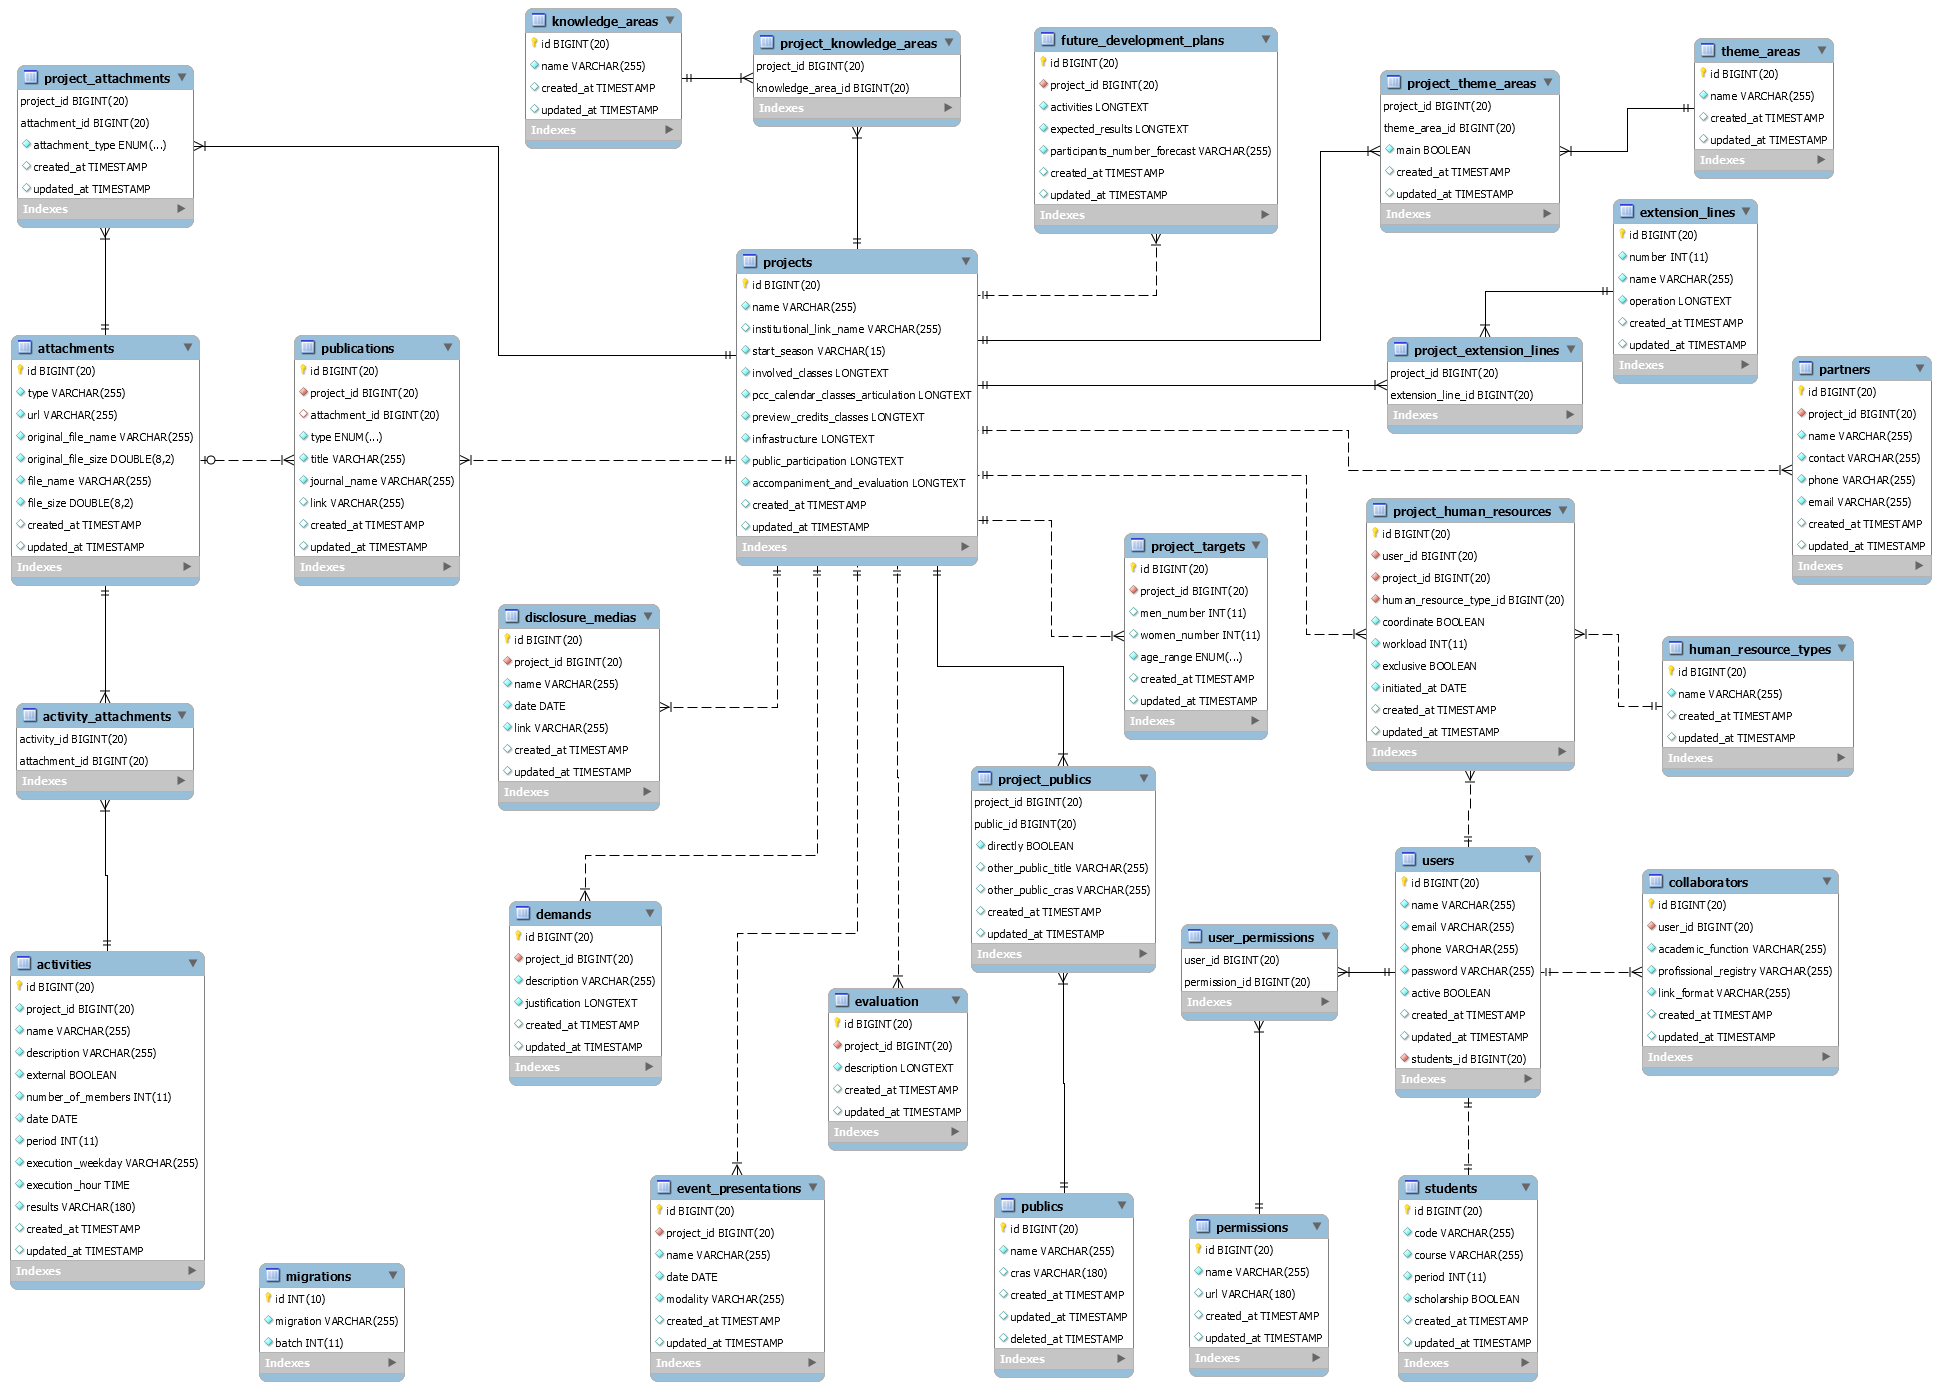 knowledge_areas
id BIGINT(20)
name VARCHAR(255)
created_at TIMESTAMP
updated_at TIMESTAMP
Indexes
project_knowledge_areas
project_id BIGINT(20)
knowledge_area_id BIGINT(20)
Indexes
future_development_plans
id BIGINT(20)
project_id BIGINT(20)
activities LONGTEXT
expected_results LONGTEXT
participants_number_forecast VARCHAR(255)
created_at TIMESTAMP
updated_at TIMESTAMP
Indexes
theme_areas
id BIGINT(20)
name VARCHAR(255)
created_at TIMESTAMP
updated_at TIMESTAMP
Indexes
project_attachments
project_id BIGINT(20)
attachment_id BIGINT(20)
attachment_type ENUM(...)
created_at TIMESTAMP
updated_at TIMESTAMP
Indexes
project_theme_areas
project_id BIGINT(20)
theme_area_id BIGINT(20)
main BOOLEAN
created_at TIMESTAMP
updated_at TIMESTAMP
Indexes
extension_lines
id BIGINT(20)
number INT(11)
name VARCHAR(255)
operation LONGTEXT
created_at TIMESTAMP
updated_at TIMESTAMP
Indexes
projects
id BIGINT(20)
name VARCHAR(255)
institutional_link_name VARCHAR(255)
start_season VARCHAR(15)
involved_classes LONGTEXT
pcc_calendar_classes_articulation LONGTEXT
preview_credits_classes LONGTEXT
infrastructure LONGTEXT
public_participation LONGTEXT
accompaniment_and_evaluation LONGTEXT
created_at TIMESTAMP
updated_at TIMESTAMP
Indexes
attachments
id BIGINT(20)
type VARCHAR(255)
url VARCHAR(255)
original_file_name VARCHAR(255)
original_file_size DOUBLE(8,2)
file_name VARCHAR(255)
file_size DOUBLE(8,2)
created_at TIMESTAMP
updated_at TIMESTAMP
Indexes
publications
id BIGINT(20)
project_id BIGINT(20)
attachment_id BIGINT(20)
type ENUM(...)
title VARCHAR(255)
journal_name VARCHAR(255)
link VARCHAR(255)
created_at TIMESTAMP
updated_at TIMESTAMP
Indexes
project_extension_lines
project_id BIGINT(20)
extension_line_id BIGINT(20)
Indexes
partners
id BIGINT(20)
project_id BIGINT(20)
name VARCHAR(255)
contact VARCHAR(255)
phone VARCHAR(255)
email VARCHAR(255)
created_at TIMESTAMP
updated_at TIMESTAMP
Indexes
project_human_resources
id BIGINT(20)
user_id BIGINT(20)
project_id BIGINT(20)
human_resource_type_id BIGINT(20)
coordinate BOOLEAN
workload INT(11)
exclusive BOOLEAN
initiated_at DATE
created_at TIMESTAMP
updated_at TIMESTAMP
Indexes
project_targets
id BIGINT(20)
project_id BIGINT(20)
men_number INT(11)
women_number INT(11)
age_range ENUM(...)
created_at TIMESTAMP
updated_at TIMESTAMP
Indexes
disclosure_medias
id BIGINT(20)
project_id BIGINT(20)
name VARCHAR(255)
date DATE
link VARCHAR(255)
created_at TIMESTAMP
updated_at TIMESTAMP
Indexes
human_resource_types
id BIGINT(20)
name VARCHAR(255)
created_at TIMESTAMP
updated_at TIMESTAMP
Indexes
activity_attachments
activity_id BIGINT(20)
attachment_id BIGINT(20)
Indexes
project_publics
project_id BIGINT(20)
public_id BIGINT(20)
directly BOOLEAN
other_public_title VARCHAR(255)
other_public_cras VARCHAR(255)
created_at TIMESTAMP
updated_at TIMESTAMP
Indexes
users
id BIGINT(20)
name VARCHAR(255)
email VARCHAR(255)
phone VARCHAR(255)
password VARCHAR(255)
active BOOLEAN
created_at TIMESTAMP
updated_at TIMESTAMP
students_id BIGINT(20)
Indexes
collaborators
id BIGINT(20)
user_id BIGINT(20)
academic_function VARCHAR(255)
profissional_registry VARCHAR(255)
link_format VARCHAR(255)
created_at TIMESTAMP
updated_at TIMESTAMP
Indexes
demands
id BIGINT(20)
project_id BIGINT(20)
description VARCHAR(255)
justification LONGTEXT
created_at TIMESTAMP
updated_at TIMESTAMP
Indexes
user_permissions
user_id BIGINT(20)
permission_id BIGINT(20)
Indexes
activities
id BIGINT(20)
project_id BIGINT(20)
name VARCHAR(255)
description VARCHAR(255)
external BOOLEAN
number_of_members INT(11)
date DATE
period INT(11)
execution_weekday VARCHAR(255)
execution_hour TIME
results VARCHAR(180)
created_at TIMESTAMP
updated_at TIMESTAMP
Indexes
evaluation
id BIGINT(20)
project_id BIGINT(20)
description LONGTEXT
created_at TIMESTAMP
updated_at TIMESTAMP
Indexes
event_presentations
id BIGINT(20)
project_id BIGINT(20)
name VARCHAR(255)
date DATE
modality VARCHAR(255)
created_at TIMESTAMP
updated_at TIMESTAMP
Indexes
publics
id BIGINT(20)
name VARCHAR(255)
cras VARCHAR(180)
created_at TIMESTAMP
updated_at TIMESTAMP
deleted_at TIMESTAMP
Indexes
permissions
id BIGINT(20)
name VARCHAR(255)
url VARCHAR(180)
created_at TIMESTAMP
updated_at TIMESTAMP
Indexes
students
id BIGINT(20)
code VARCHAR(255)
course VARCHAR(255)
period INT(11)
scholarship BOOLEAN
created_at TIMESTAMP
updated_at TIMESTAMP
Indexes
migrations
id INT(10)
migration VARCHAR(255)
batch INT(11)
Indexes